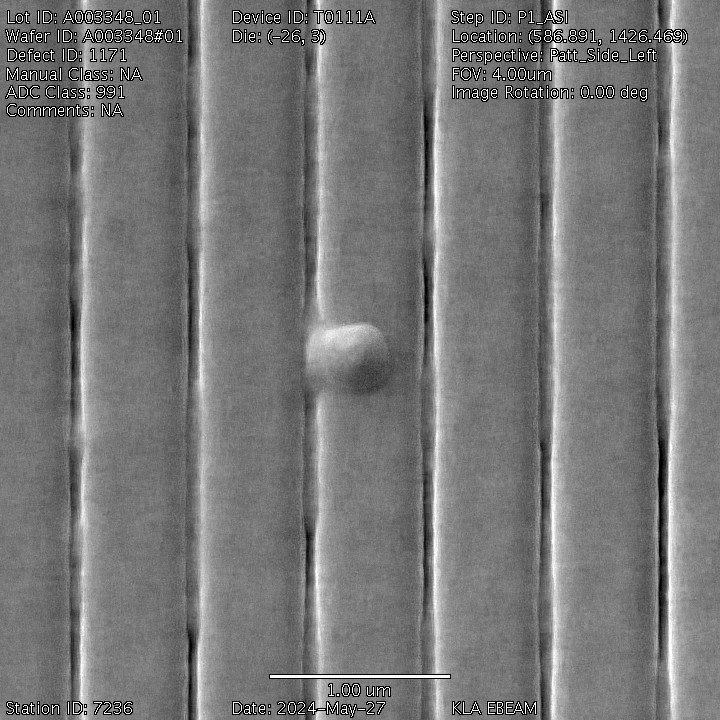 Lot ID: A003348_01
Wafer ID: A003348#01
Defect ID: 1171
Manual Class: NA
ADC Class: 991
Comments: NA
Device ID: T0111A
Die: (-26, 3)
Step ID: P1_ASI
Location: (586.891, 1426.469)
Perspective: Patt_Side_Left
FOV: 4.00um
Image Rotation: 0.00 deg
1.00 um
Station ID: 7236
Date: 2024-May-27
KLA EBEAM